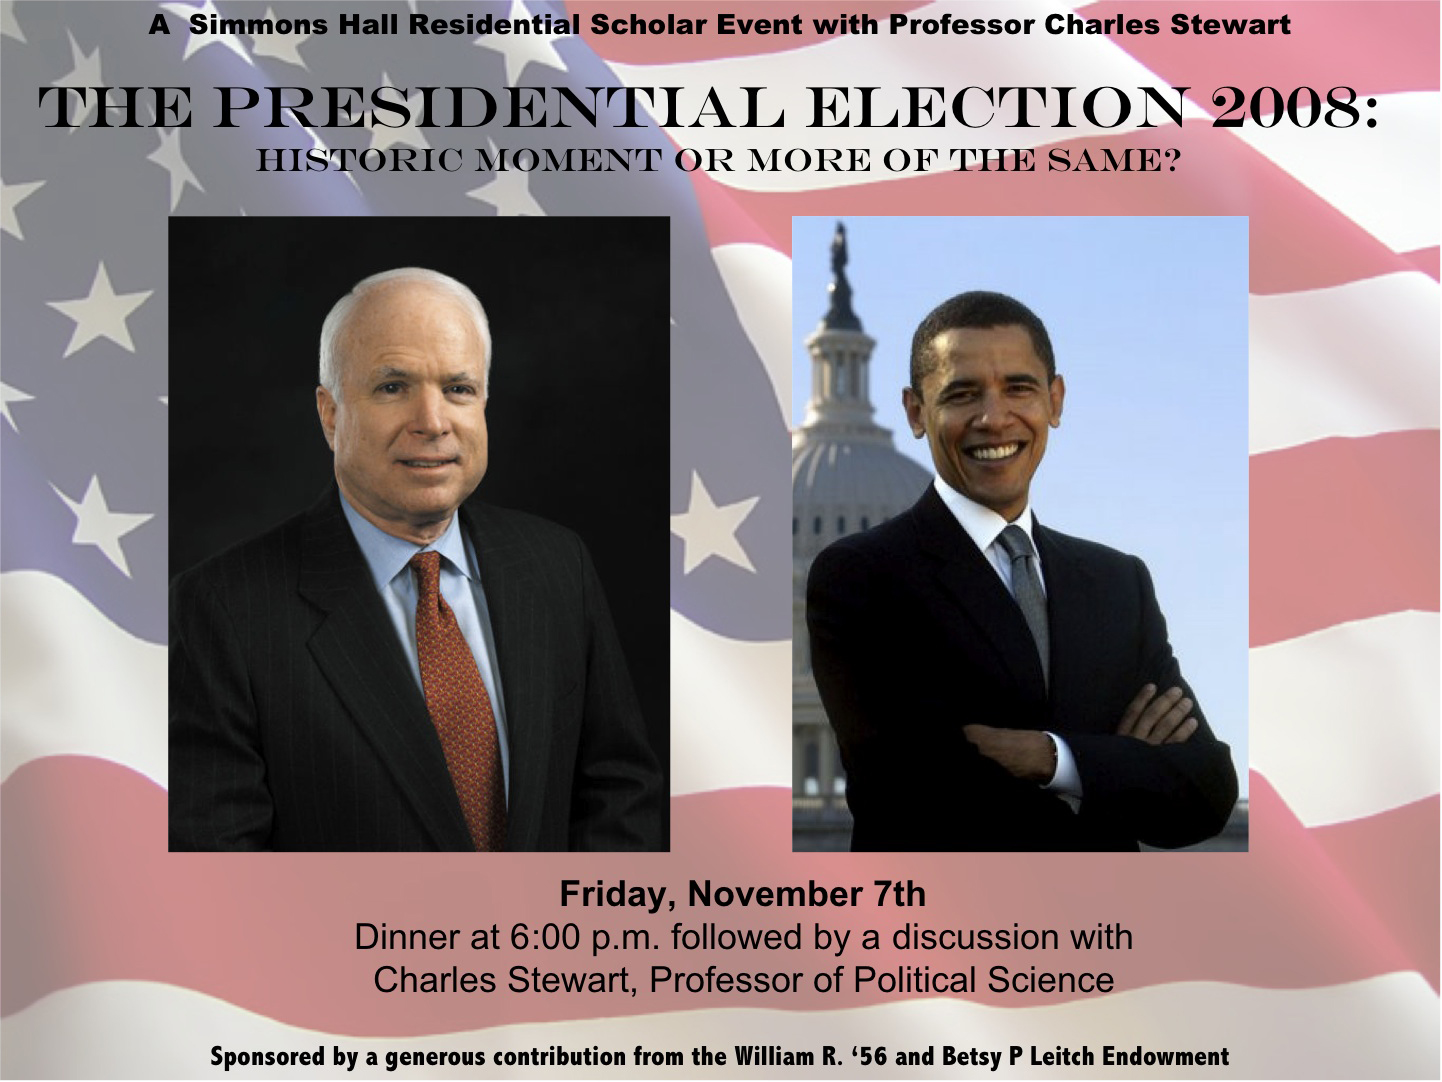 A  Simmons Hall Residential Scholar Event with Professor Charles Stewart
THE PRESIDENTIAL ELECTION 2008:
HISTORIC MOMENT OR MORE OF THE SAME?
Friday, November 7th
Dinner at 6:00 p.m. followed by a discussion with
Charles Stewart, Professor of Political Science
Sponsored by a generous contribution from the William R. ‘56 and Betsy P Leitch Endowment